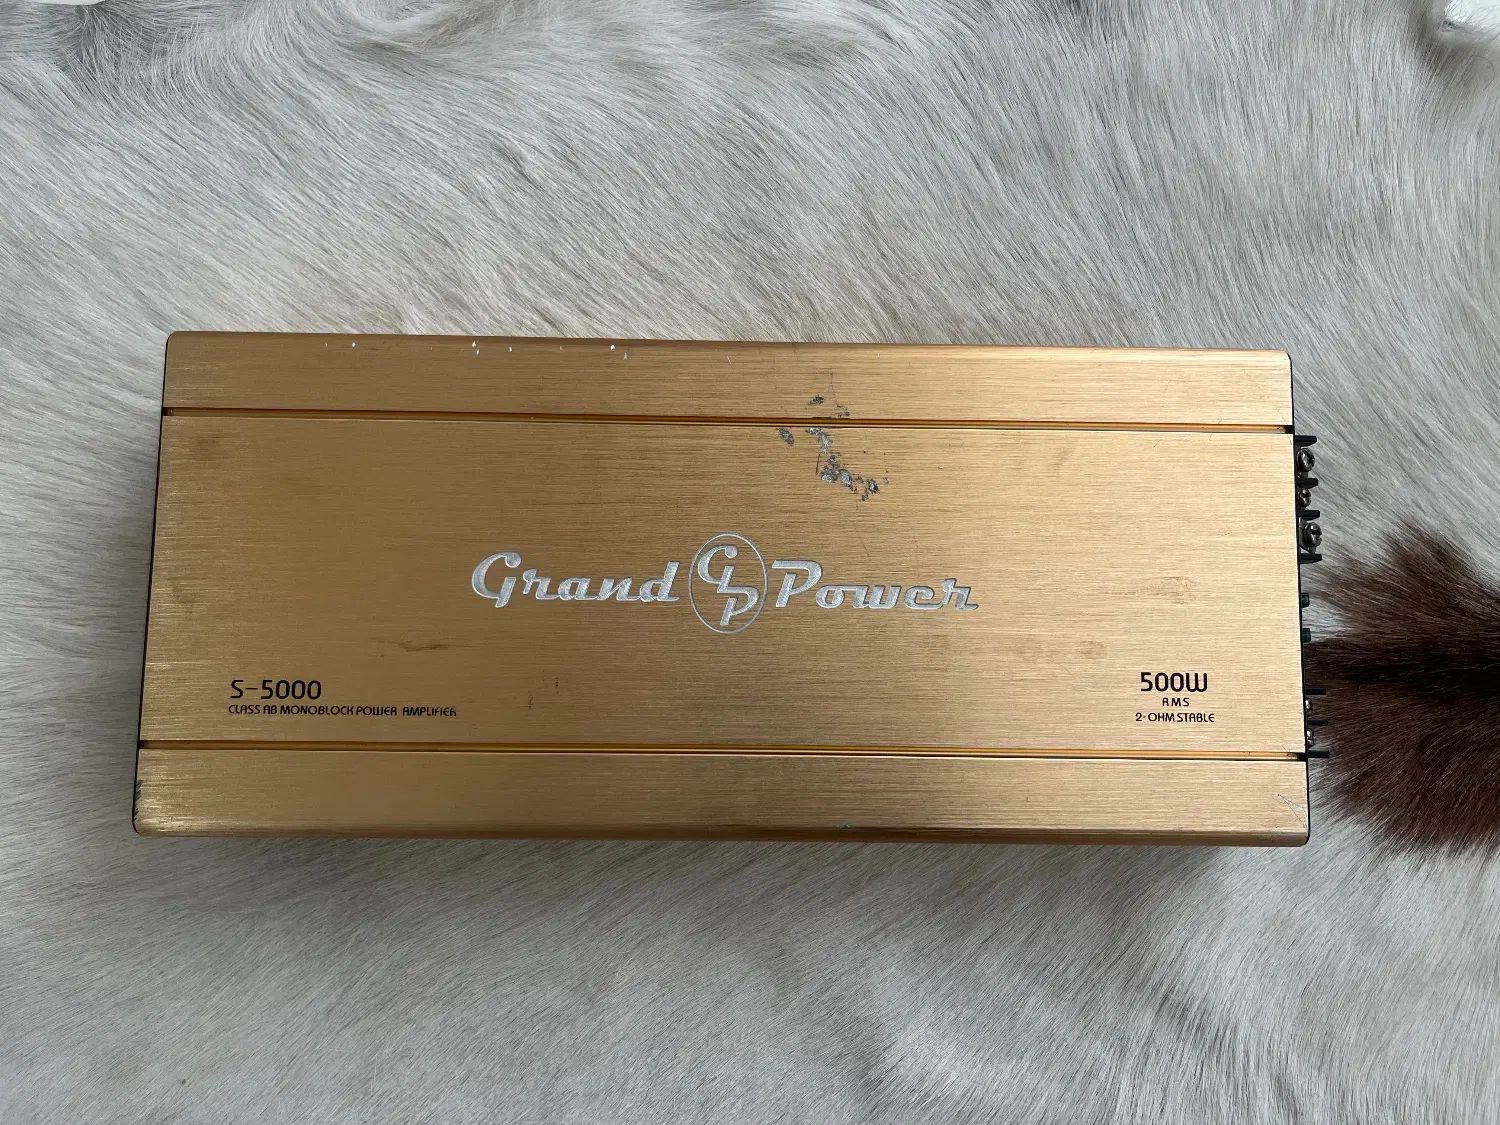 Grand GP Power
S-5000
CLASS AB MONOBLOCK POWER AMPLIFIER
500W
RMS
2-OHM STABLE